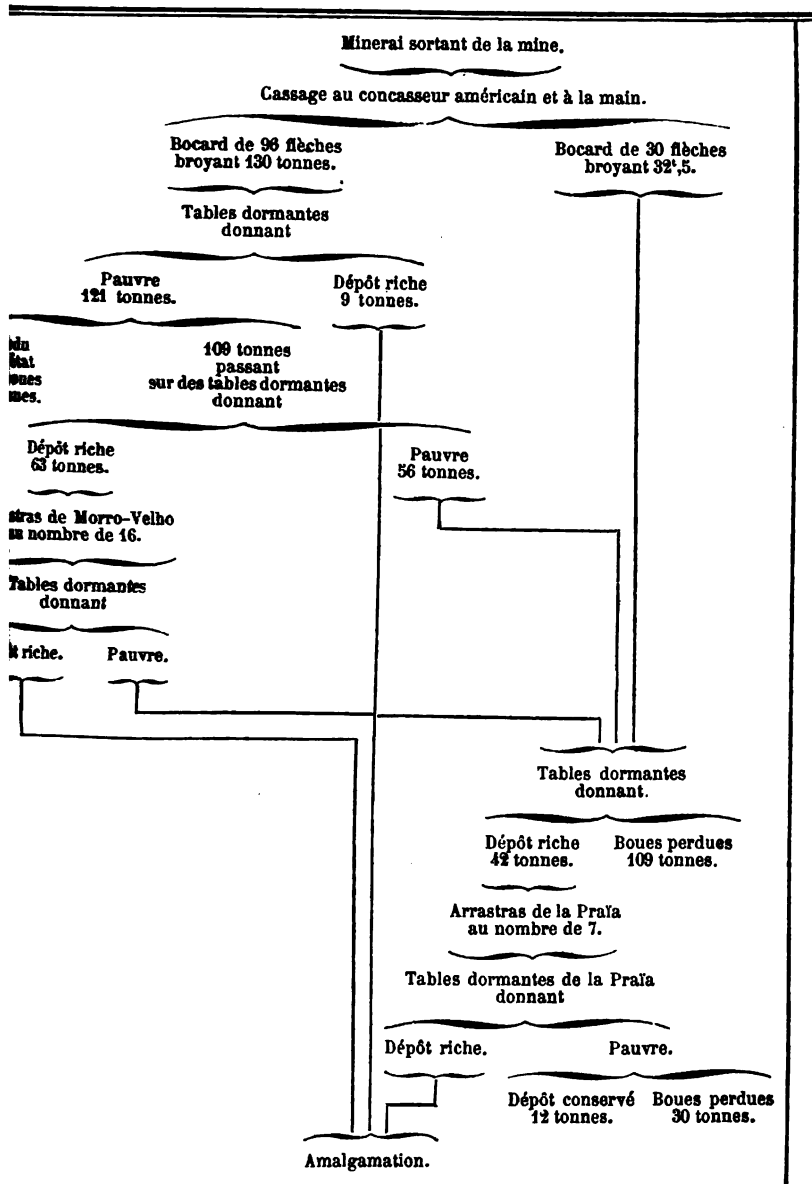 Minerai sortant de la mine.
Cassage au concasseur américain et à la main.
Bocard de 96 flèches
broyant 130 tonnes.
Bocard de 30 flèches
broyant 32t,5.
Tables dormantes
donnant
Pauvre
121 tonnes.
Dépôt riche
9 tonnes.
109 tonnes
passant
sur des tables dormantes
donnant
Dépôt riche
63 tonnes.
Pauvre
56 tonnes.
de Morro-Velho
nombre de 16.
Tables dormantes
donnant
riche.
Pauvre.
Tables dormantes
donnant.
Dépôt riche
42 tonnes.
Boues perdues
109 tonnes.
Arrastras de la Praïa
au nombre de 7.
Tables dormantes de la Praïa
donnant
Dépôt riche.
Pauvre.
Dépôt conservé
12 tonnes.
Boues perdues
30 tonnes.
Amalgamation.